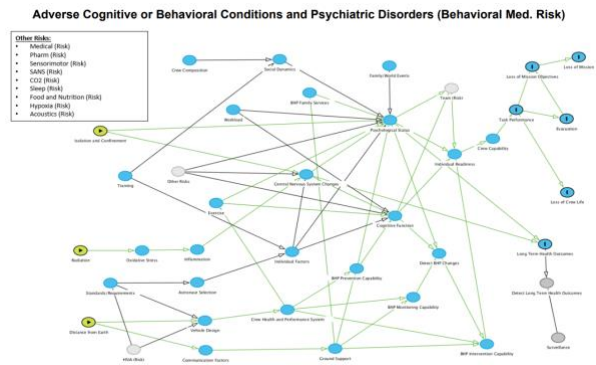 Adverse Cognitive or Behavioral Conditions and Psychiatric Disorders (Behavioral Med. Risk)
Other Risks:
• Medical (Risk)
• Pharm (Risk)
• Sensorimotor (Risk)
• SANS (Risk)
• CO2 (Risk)
• Sleep (Risk)
• Food and Nutrition (Risk)
• Hypoxia (Risk)
• Acoustics (Risk)
Crew Composition
Social Dynamics
Family/World Events
Loss of Mission
Loss of Mission Objectives
BHP Family Services
Team (Risk)
Workload
Task Performance
Evacuation
Psychological Status
Isolation and Confinement
Crew Capability
Individual Readiness
Other Risks
Central Nervous System Changes
Training
Loss of Crew Life
Exercise
Cognitive Function
Radiation
Oxidative Stress
Inflammation
Individual Factors
Detect BHP Changes
Long Term Health Outcomes
BHP Prevention Capability
Standards/Requirements
Astronaut Selection
Detect Long Term Health Outcomes
BHP Monitoring Capability
Crew Health and Performance System
Distance from Earth
Vehicle Design
HSIA (Risk)
Communication Factors
Ground Support
BHP Intervention Capability
Surveillance